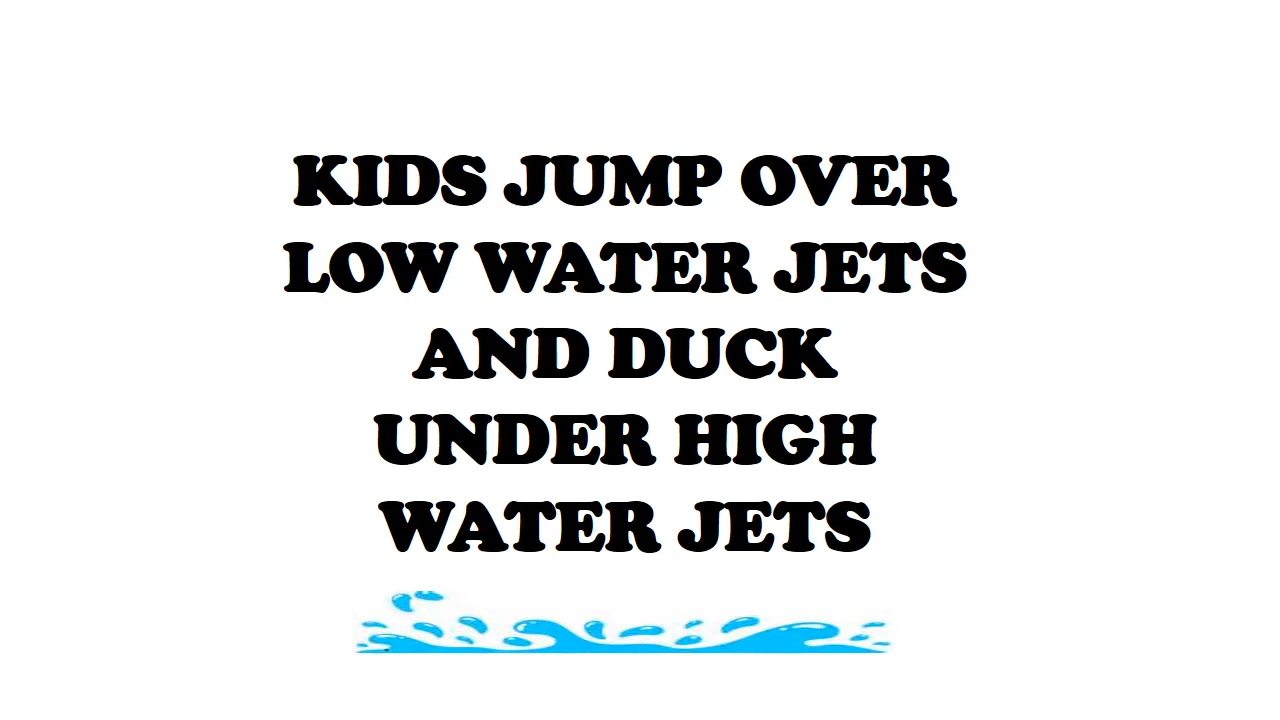 KIDS JUMP OVER
LOW WATER JETS
AND DUCK
UNDER HIGH
WATER JETS